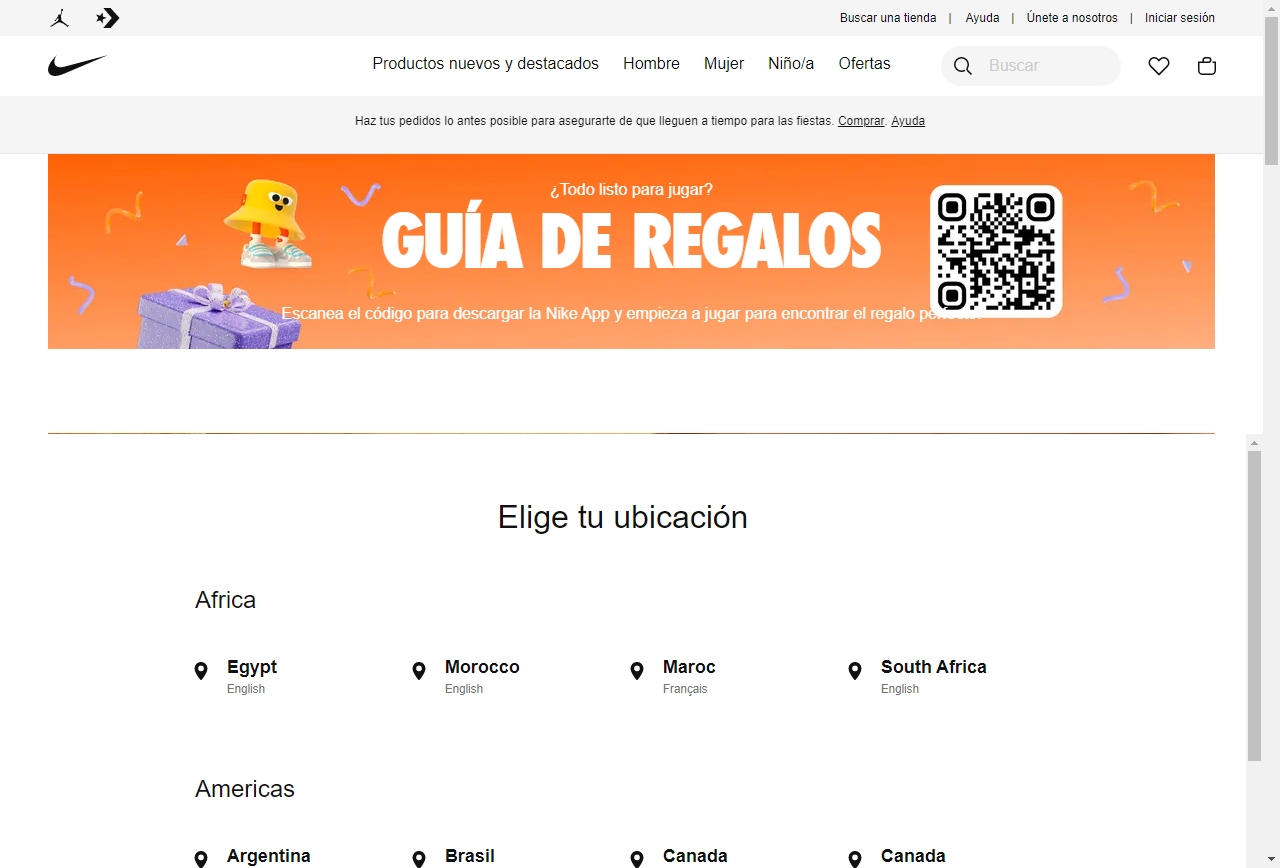 Buscar una tienda | Ayuda | Únete a nosotros | Iniciar sesión
Productos nuevos y destacados Hombre Mujer Niño/a Ofertas Buscar
Haz tus pedidos lo antes posible para asegurarte de que lleguen a tiempo para las fiestas. Comprar. Ayuda
¿Todo listo para jugar?
GUÍA DE REGALOS
Escanea el código para descargar la Nike App y empieza a jugar para encontrar el regalo
Elige tu ubicación
Africa
Egypt Morocco Maroc South Africa
English English Français English
Americas
Argentina Brasil Canada Canada